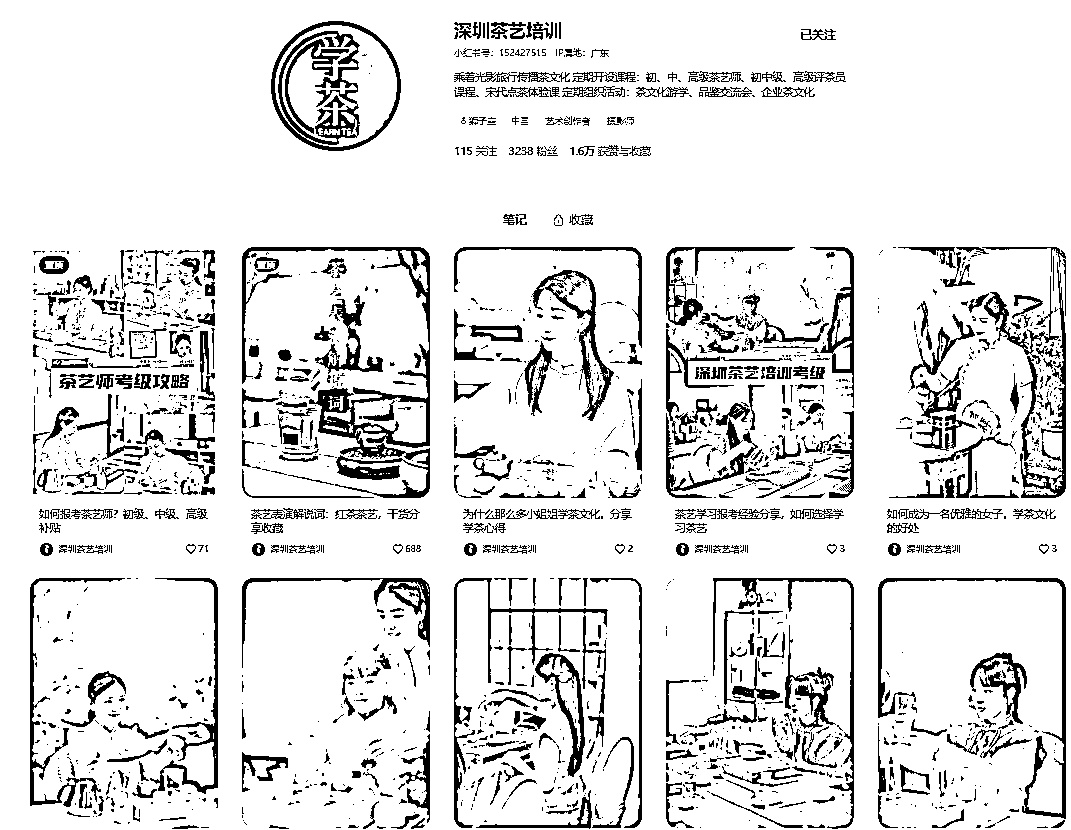 学茶
EARN TEA
深圳茶艺培训
已关注
小红书号：152427515 IP属地：广东
乘着光影旅行传播茶文化 定期开设课程：初、中、高级茶艺师、初中级、高级评茶员
课程、宋代点茶体验课 定期组织活动：茶文化游学、品鉴交流会、企业茶文化
狮子座 中国 艺术创作者 摄影师
115 关注 3238 粉丝 1.6万 获赞与收藏
笔记 收藏
置顶
置顶
茶艺师考级攻略
词
深圳茶艺培训考级
如何报考茶艺师？初级、中级、高级
补贴
深圳茶艺培训 71
茶艺表演解说词：红茶茶艺，干货分
享收藏
深圳茶艺培训 688
为什么那么多小姐姐学茶文化，分享
学茶心得
深圳茶艺培训 2
茶艺学习报考经验分享，如何选择学
习茶艺
深圳茶艺培训 3
如何成为一名优雅的女子，学茶文化
的好处
深圳茶艺培训 3